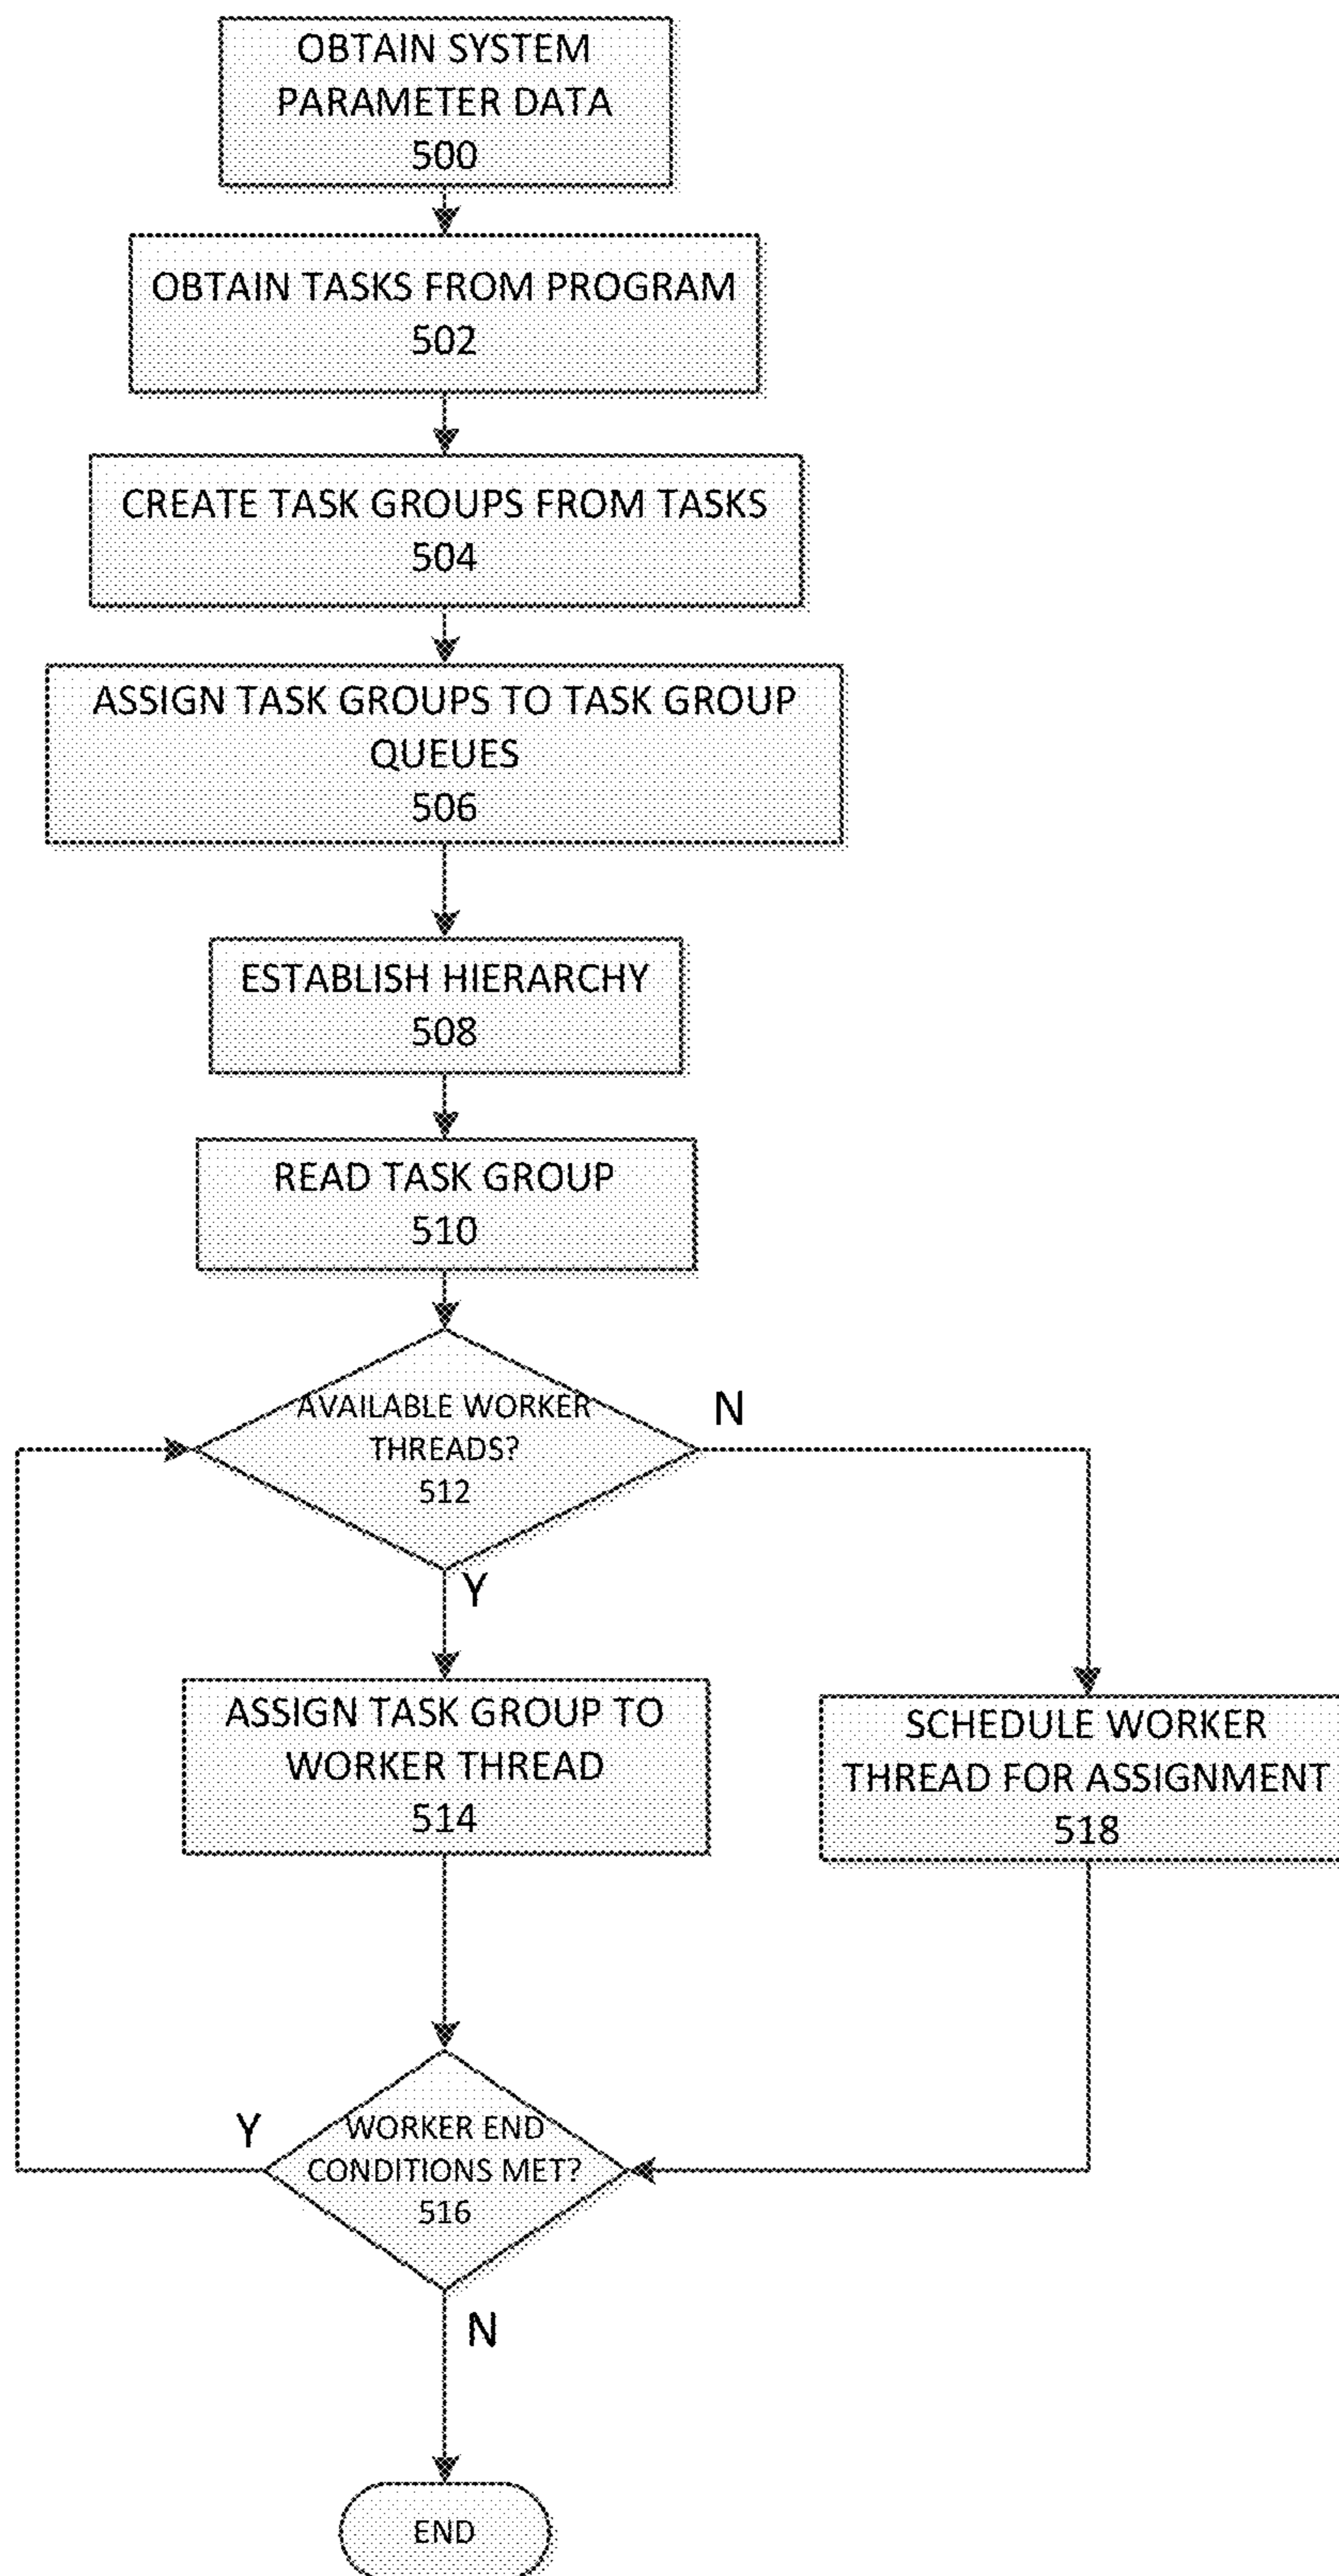 OBTAIN SYSTEM
PARAMETER DATA
500
OBTAIN TASKS FROM PROGRAM
502
CREATE TASK GROUPS FROM TASKS
504
ASSIGN TASK GROUPS TO TASK GROUP
QUEUES
506
ESTABLISH HIERARCHY
508
READ TASK GROUP
510
AVAILABLE WORKER
THREADS?
512
N
Y
ASSIGN TASK GROUP TO
WORKER THREAD
514
SCHEDULE WORKER
THREAD FOR ASSIGNMENT
518
Y
WORKER END
CONDITIONS MET?
516
N
END